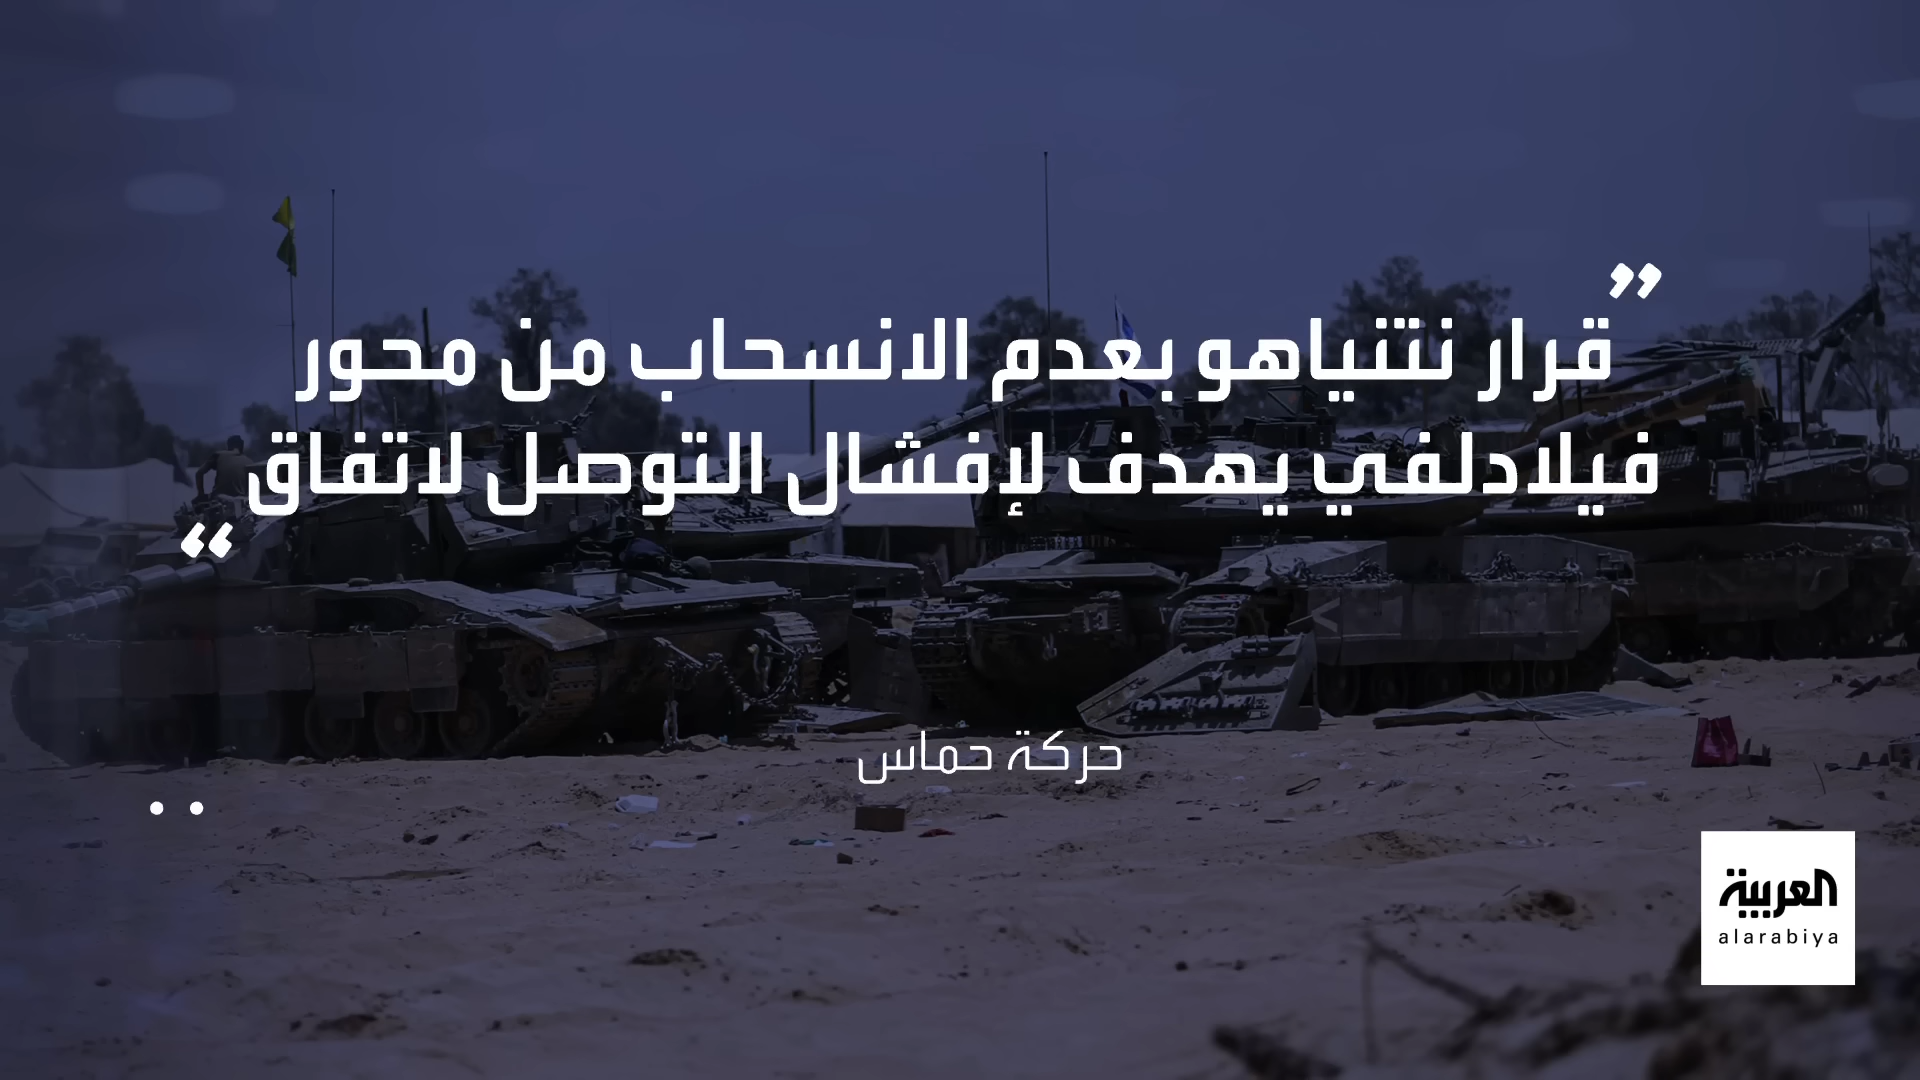 ”قرار نتنياهو بعدم الانسحاب من محور
فيلادلفي يهدف لإفشال التوصل لاتفاق“
حركة حماس
العربية
alarabiya